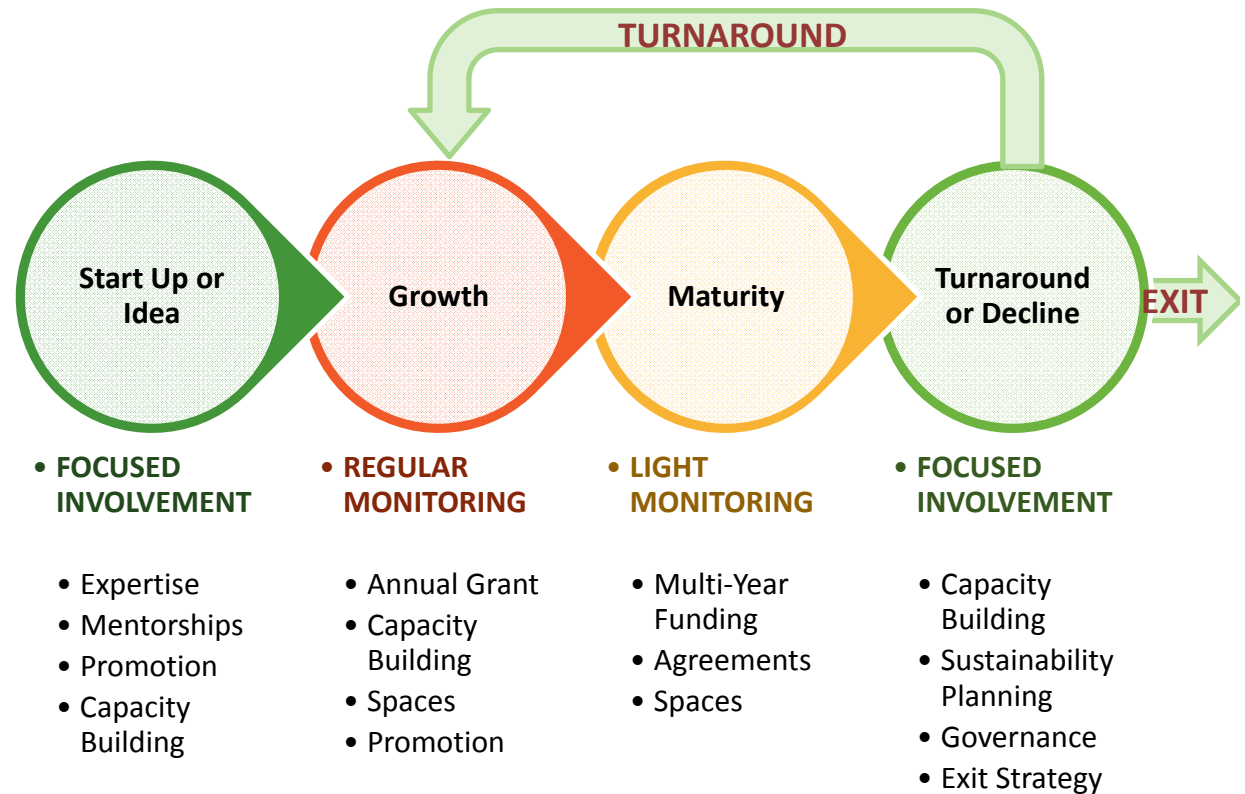 TURNAROUND
Start Up or
Idea
Growth
Maturity
Turnaround
or Decline
EXIT
• FOCUSED
INVOLVEMENT
• Expertise
• Mentorships
• Promotion
• Capacity
Building
• REGULAR
MONITORING
• Annual Grant
• Capacity
Building
• Spaces
• Promotion
• LIGHT
MONITORING
• Multi-Year
Funding
• Agreements
• Spaces
• FOCUSED
INVOLVEMENT
• Capacity
Building
• Sustainability
Planning
• Governance
• Exit Strategy